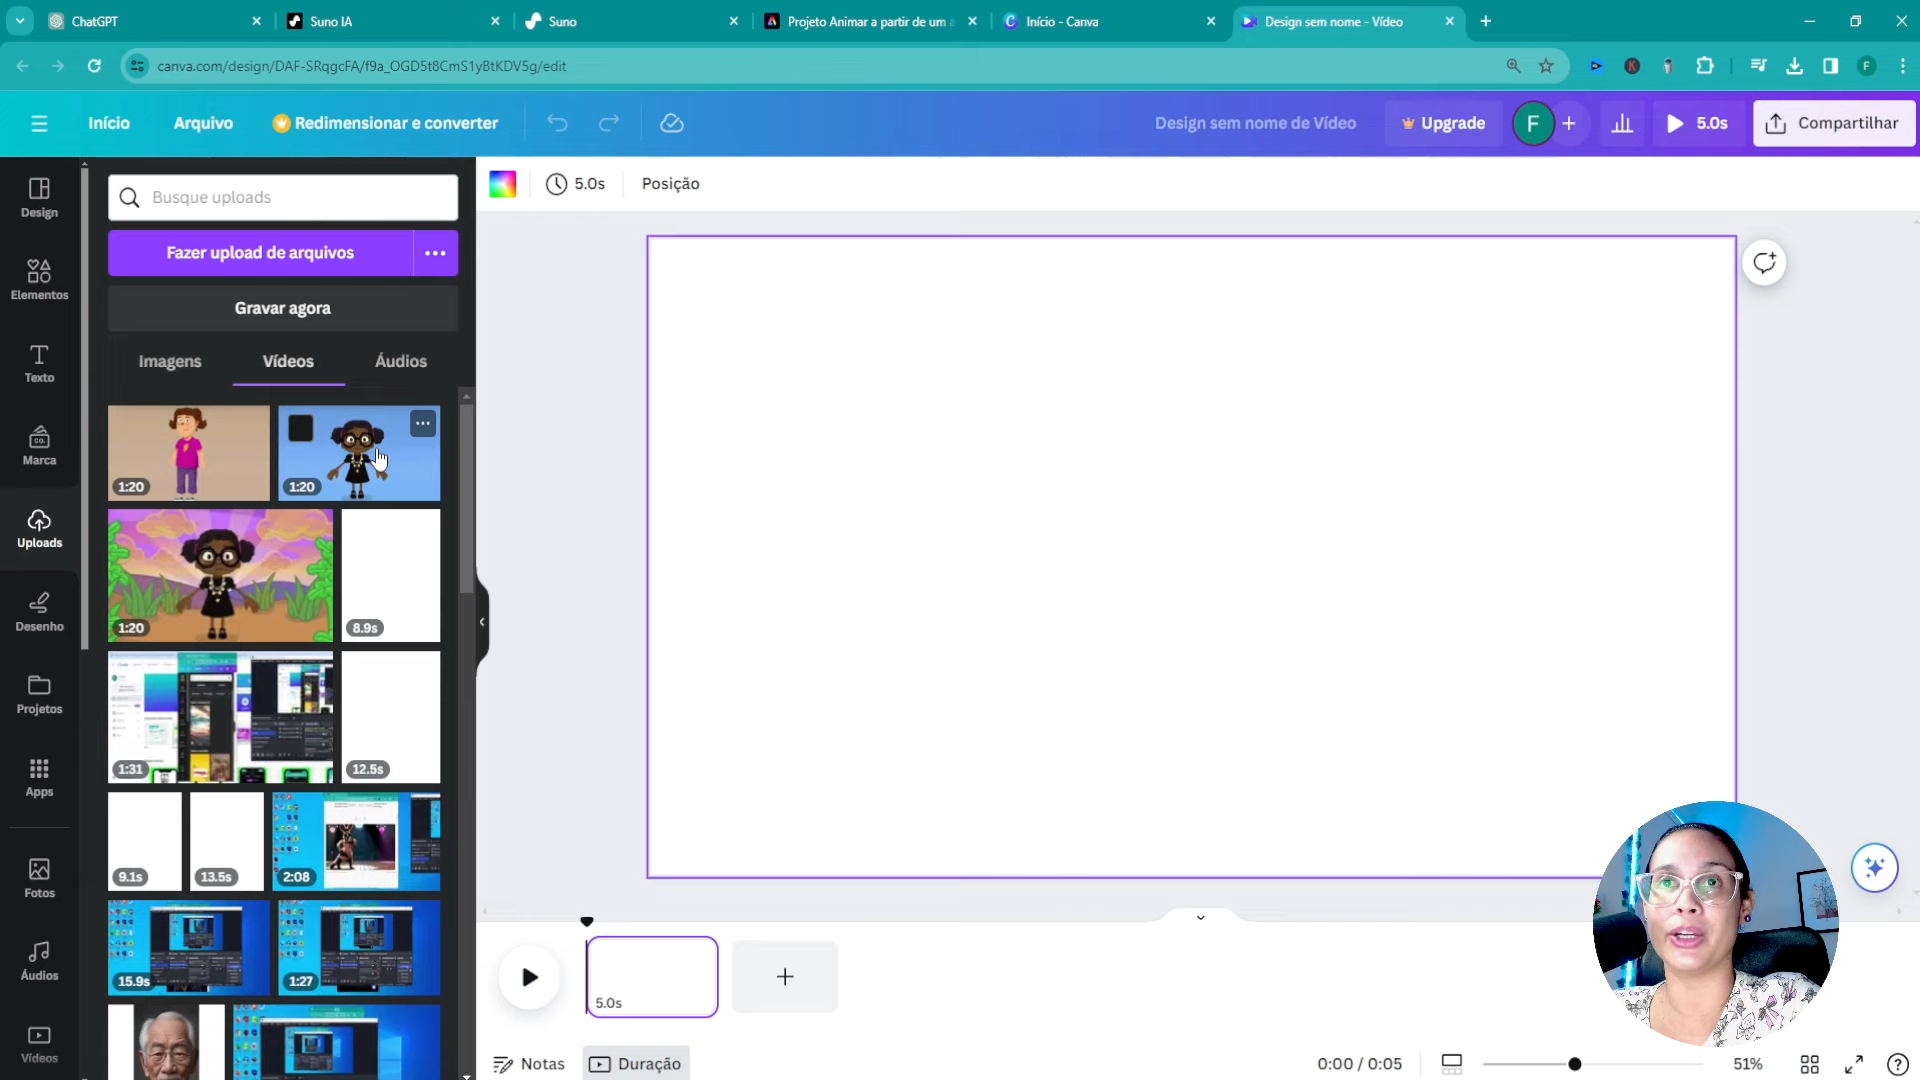 ChatGPT
Suno IA
Suno
Projeto Animar a partir de um
Início - Canva
Design sem nome - Vídeo
canva.com/design/DAF-SRqgcFA/f9a_OGD5t8CmS1yBtKDV5g/edit
K
F
Início
Arquivo
Redimensionar e converter
Design sem nome de Vídeo
Upgrade
F
5.0s
Compartilhar
Design
Elementos
Texto
CO.
Marca
Uploads
Desenho
Projetos
Apps
Fotos
Áudios
Vídeos
Busque uploads
Fazer upload de arquivos
Gravar agora
Imagens
Vídeos
Áudios
1:20
1:20
1:20
8.9s
1:31
12.5s
9.1s
13.5s
2:08
15.9s
1:27
5.0s
Posição
5.0s
Notas
Duração
0:00 / 0:05
51%